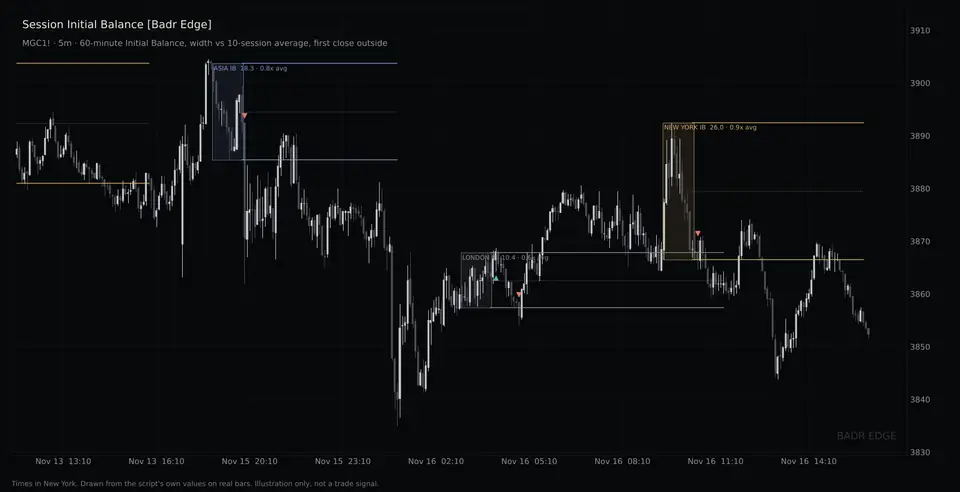 Session Initial Balance [Badr Edge]
MGC1! · 5m · 60-minute Initial Balance, width vs 10-session average, first close outside
3910
ASIA IB 18.3 · 0.8x avg
3900
NEW YORK IB 26.0 · 0.9x avg
3890
3880
3870
LONDON 10.4 avg
3860
3850
3840
BADR EDGE
3830
Nov 13 13:10
Nov 13 16:10
Nov 15 20:10
Nov 15 23:10
Nov 16 02:10
Nov 16 05:10
Nov 16 08:10
Nov 16 11:10
Nov 16 14:10
Times in New York. Drawn from the script's own values on real bars. Illustration only, not a trade signal.